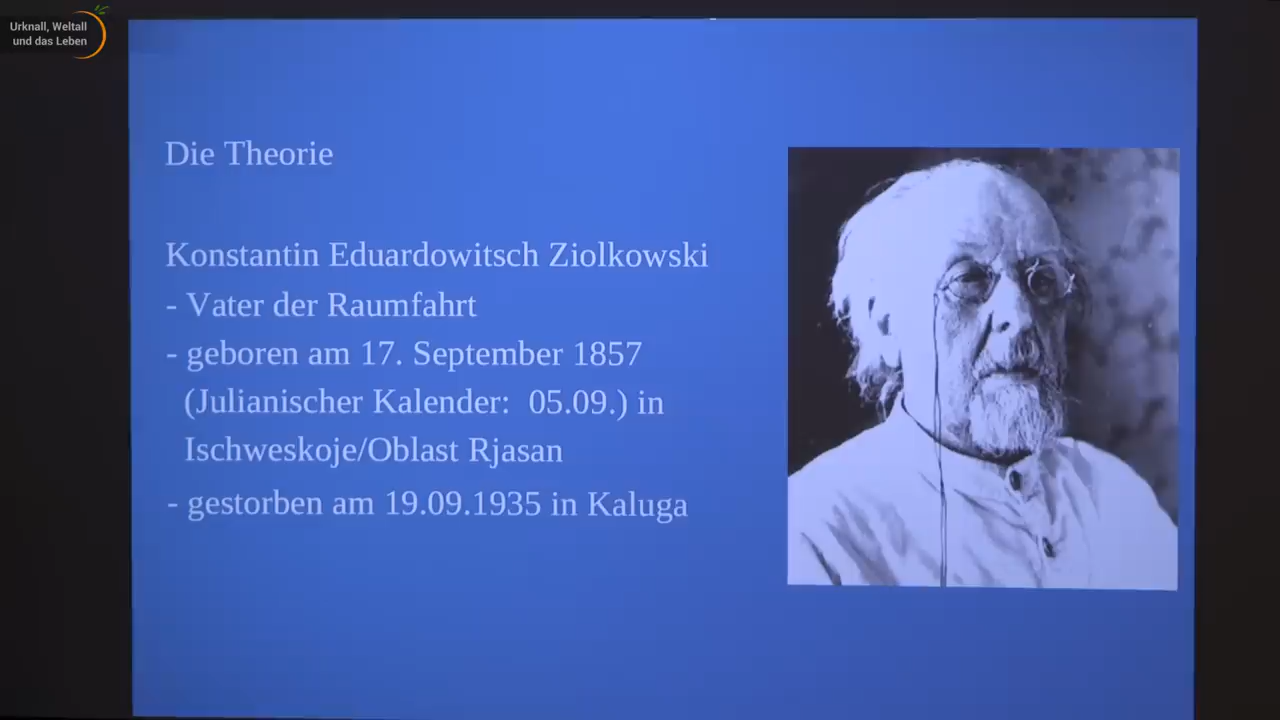 Urknall, Weltall
und das Leben
Die Theorie
Konstantin Eduardowitsch Ziolkowski
- Vater der Raumfahrt
- geboren am 17. September 1857
(Julianischer Kalender:  05.09.) in
Ischweskoje/Oblast Rjasan
- gestorben am 19.09.1935 in Kaluga